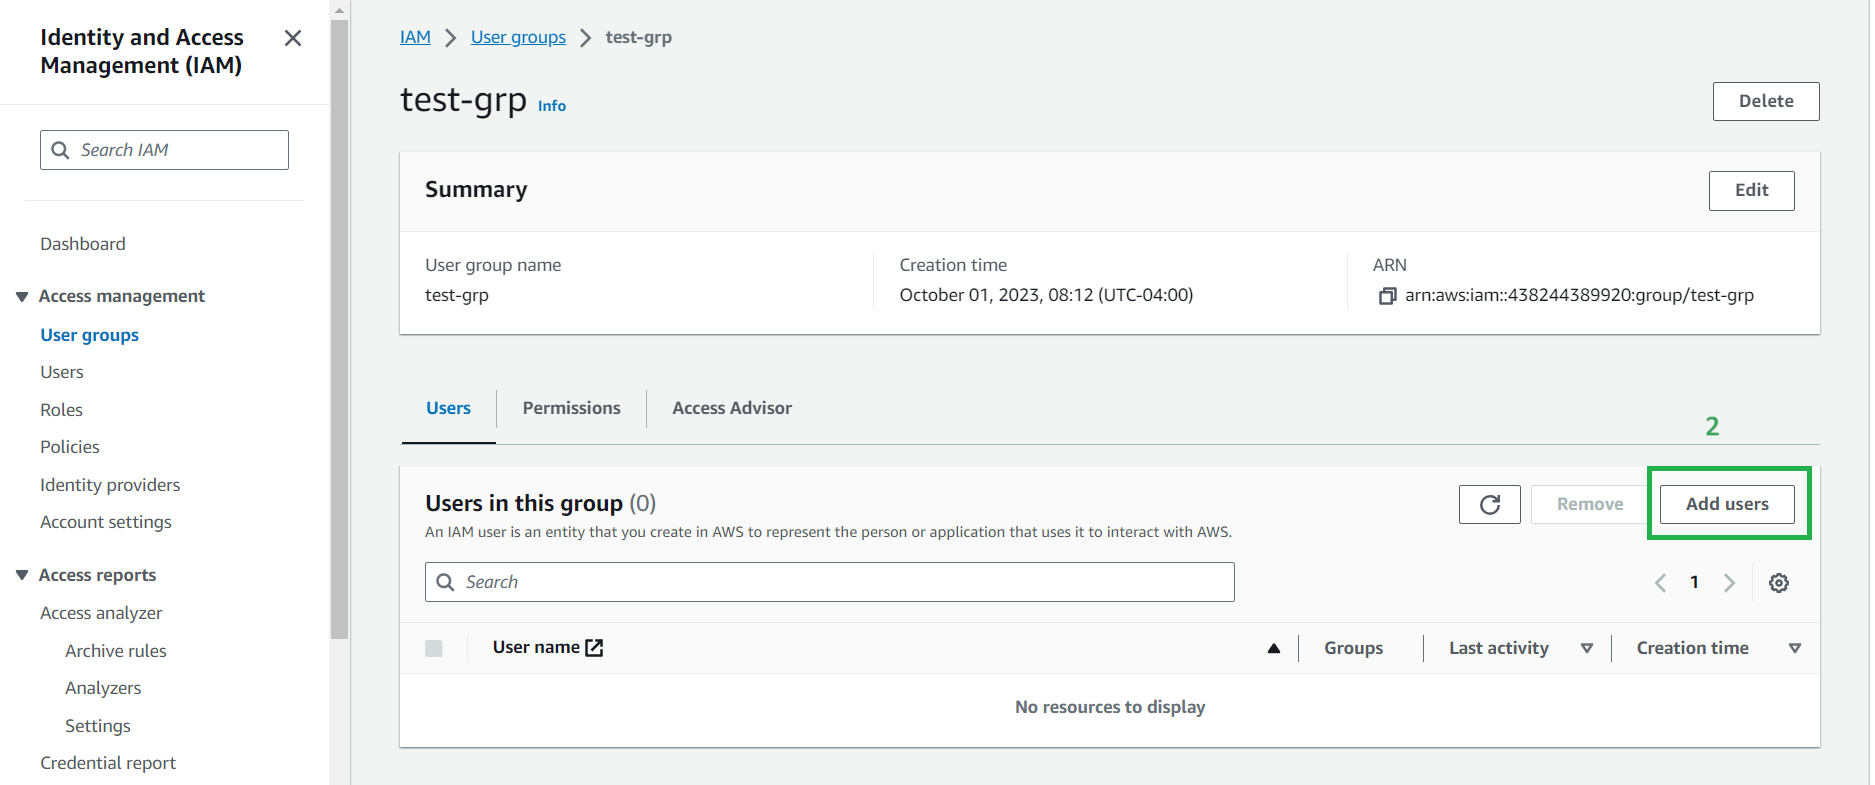 Identity and Access
Management (IAM)
Search IAM
Dashboard
Access management
User groups
Users
Roles
Policies
Identity providers
Account settings
Access reports
Access analyzer
Archive rules
Analyzers
Settings
Credential report
IAM > User groups > test-grp
test-grp Info
Delete
Summary
Edit
User group name
test-grp
Creation time
October 01, 2023, 08:12 (UTC-04:00)
ARN
arn:aws:iam::438244389920:group/test-grp
Users Permissions Access Advisor
2
Users in this group (0)
Remove Add users
An IAM user is an entity that you create in AWS to represent the person or application that uses it to interact with AWS.
Search
1
User name Groups Last activity Creation time
No resources to display